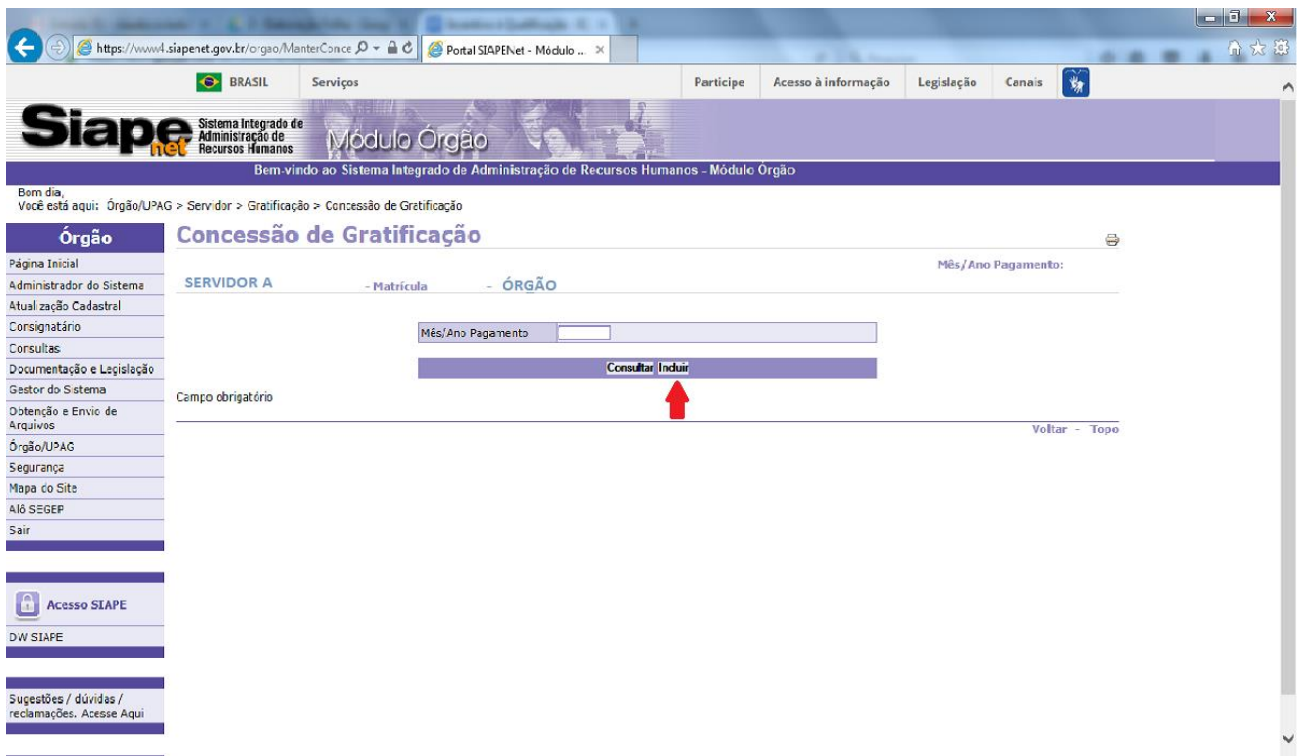 https://www4.siapenet.gov.br/orgao/ManterConce
Portal SIAPENet - Módulo ...
BRASIL
Serviços
Participe
Acesso à informação
Legislação
Canais
Siape
net
Sistema Integrado de
Administração de
Recursos Humanos
Módulo Órgão
Bem-vindo ao Sistema Integrado de Administração de Recursos Humanos - Módulo Órgão
Bom dia,
Você está aqui: Órgão/UPAG > Servidor > Gratificação > Concessão de Gratificação
Órgão
Página Inicial
Administrador do Sistema
Atualização Cadastral
Consignatário
Consultas
Documentação e Legislação
Gestor do Sistema
Obtenção e Envio de
Arquivos
Órgão/UPAG
Segurança
Mapa do Site
Alô SEGEP
Sair
Acesso SIAPE
DW SIAPE
Sugestões / dúvidas /
reclamações. Acesse Aqui
Concessão de Gratificação
Mês/Ano Pagamento:
SERVIDOR A - Matrícula - ÓRGÃO
Mês/Ano Pagamento
Consultar Incluir
Campo obrigatório
Voltar - Topo